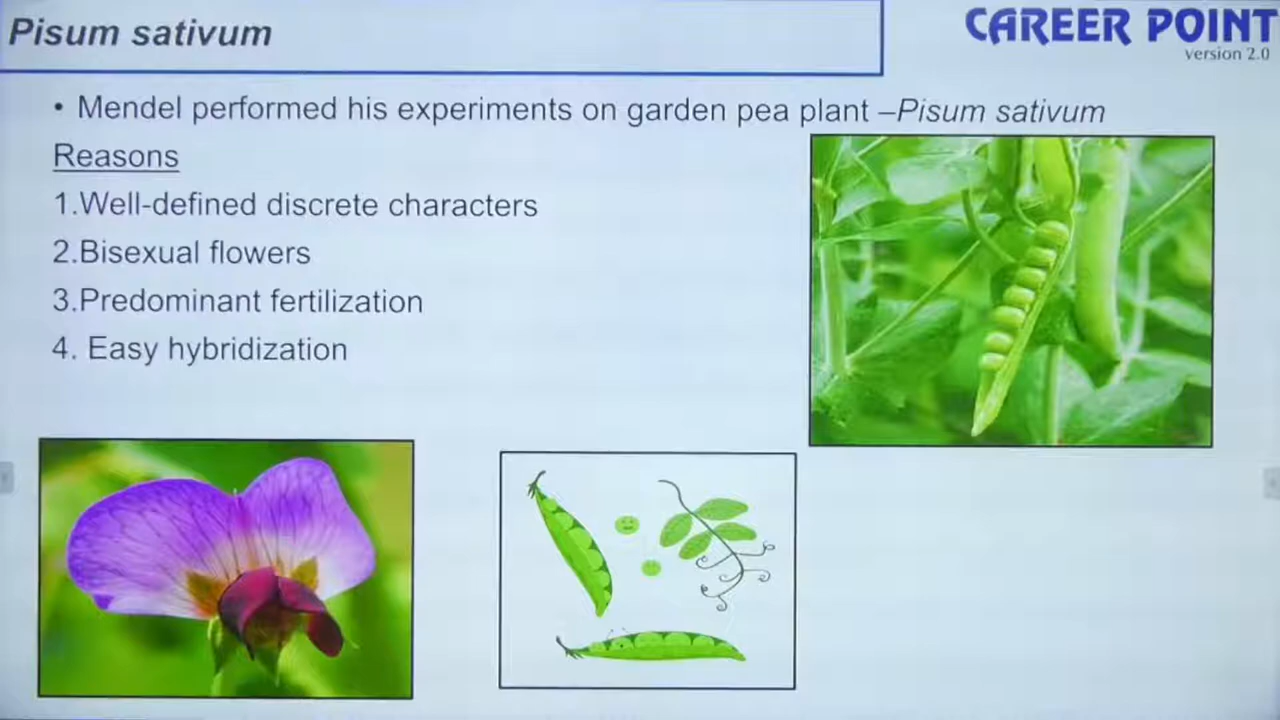 Pisum sativum
CAREER POINT
version 2.0
• Mendel performed his experiments on garden pea plant –Pisum sativum
Reasons
1.Well-defined discrete characters
2.Bisexual flowers
3.Predominant fertilization
4. Easy hybridization